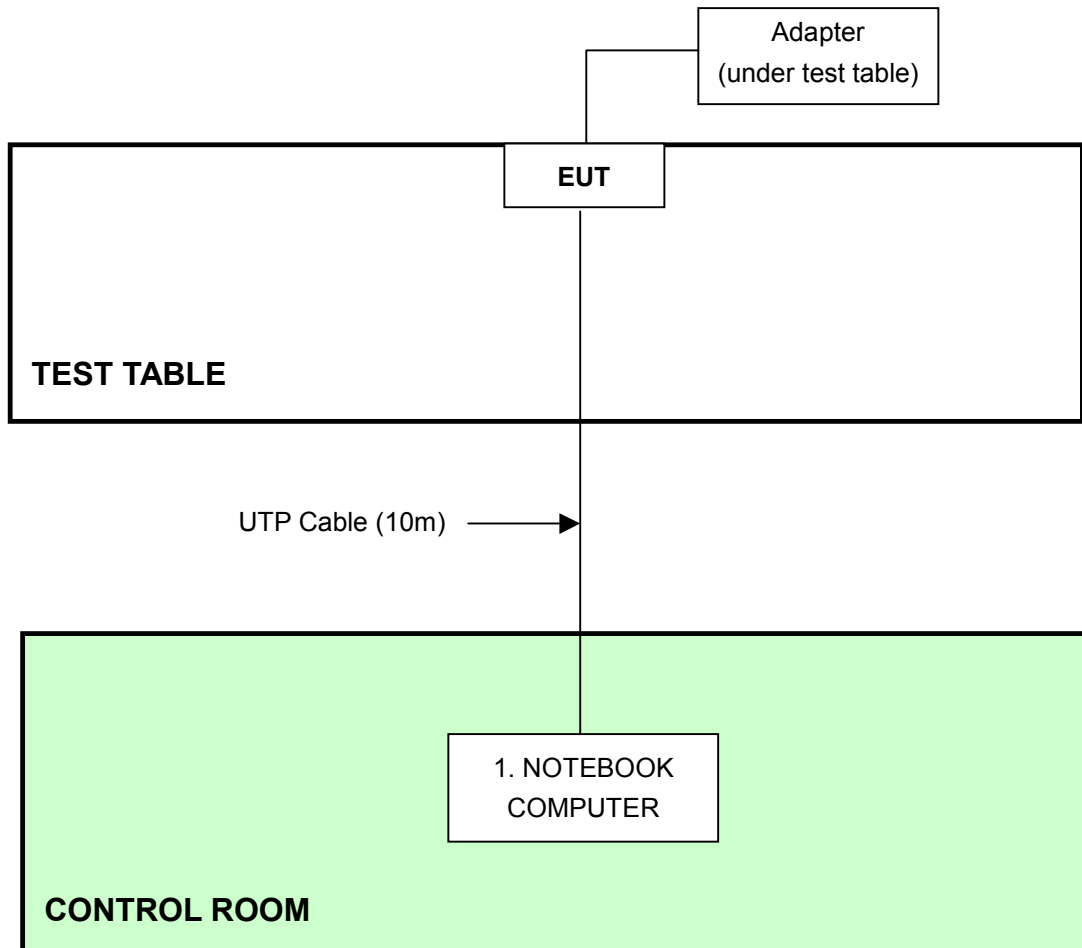 Adapter
(under test table)
EUT
TEST TABLE
UTP Cable (10m)
1. NOTEBOOK
COMPUTER
CONTROL ROOM